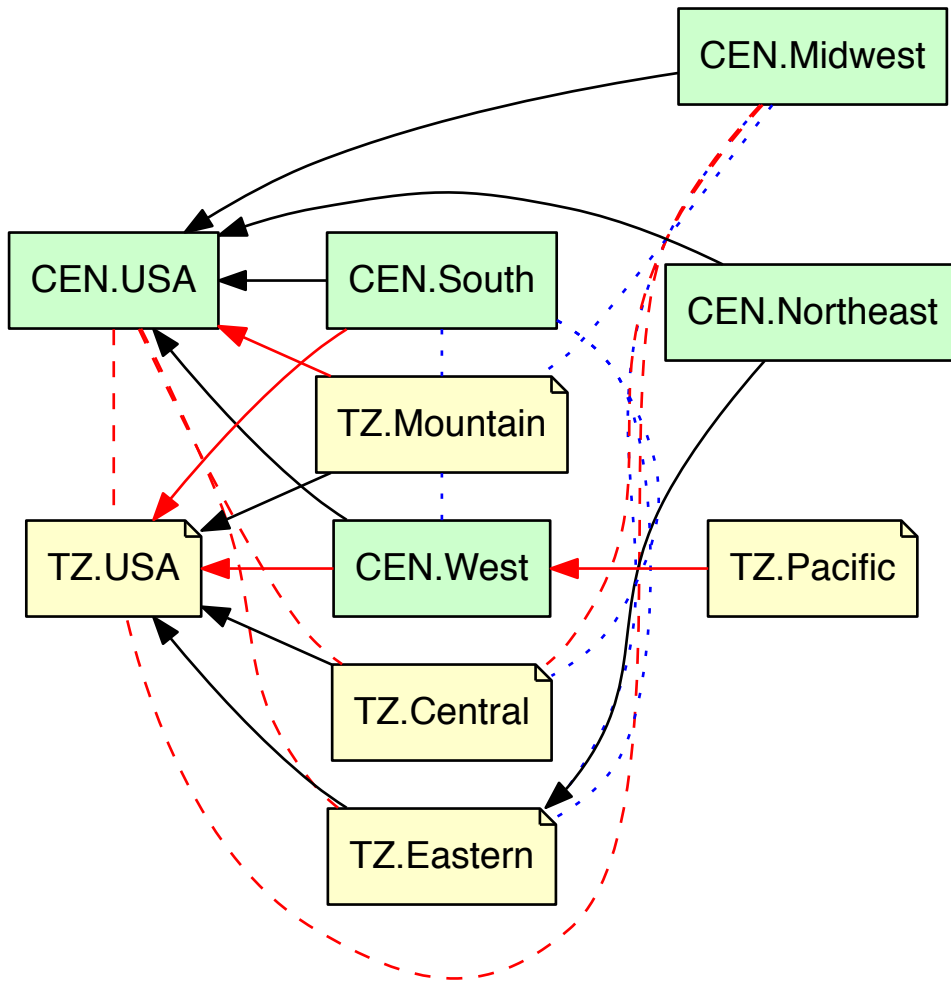 CEN.Midwest
CEN.USA
CEN.South
CEN.Northeast
TZ.Mountain
TZ.USA
CEN.West
TZ.Pacific
TZ.Central
TZ.Eastern